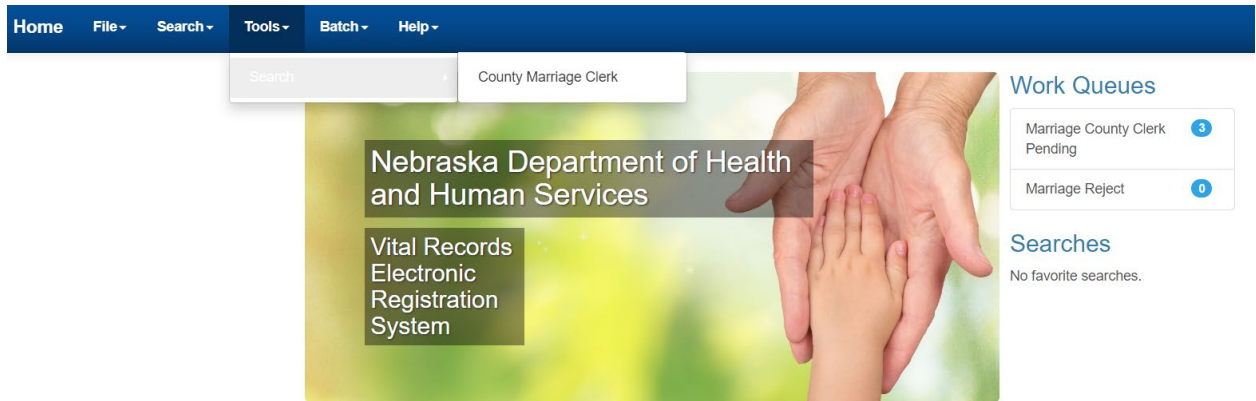 Home File Search Tools Batch Help
Search County Marriage Clerk
Nebraska Department of Health
and Human Services
Vital Records
Electronic
Registration
System
Work Queues
Marriage County Clerk 3
Pending
Marriage Reject 0
Searches
No favorite searches.